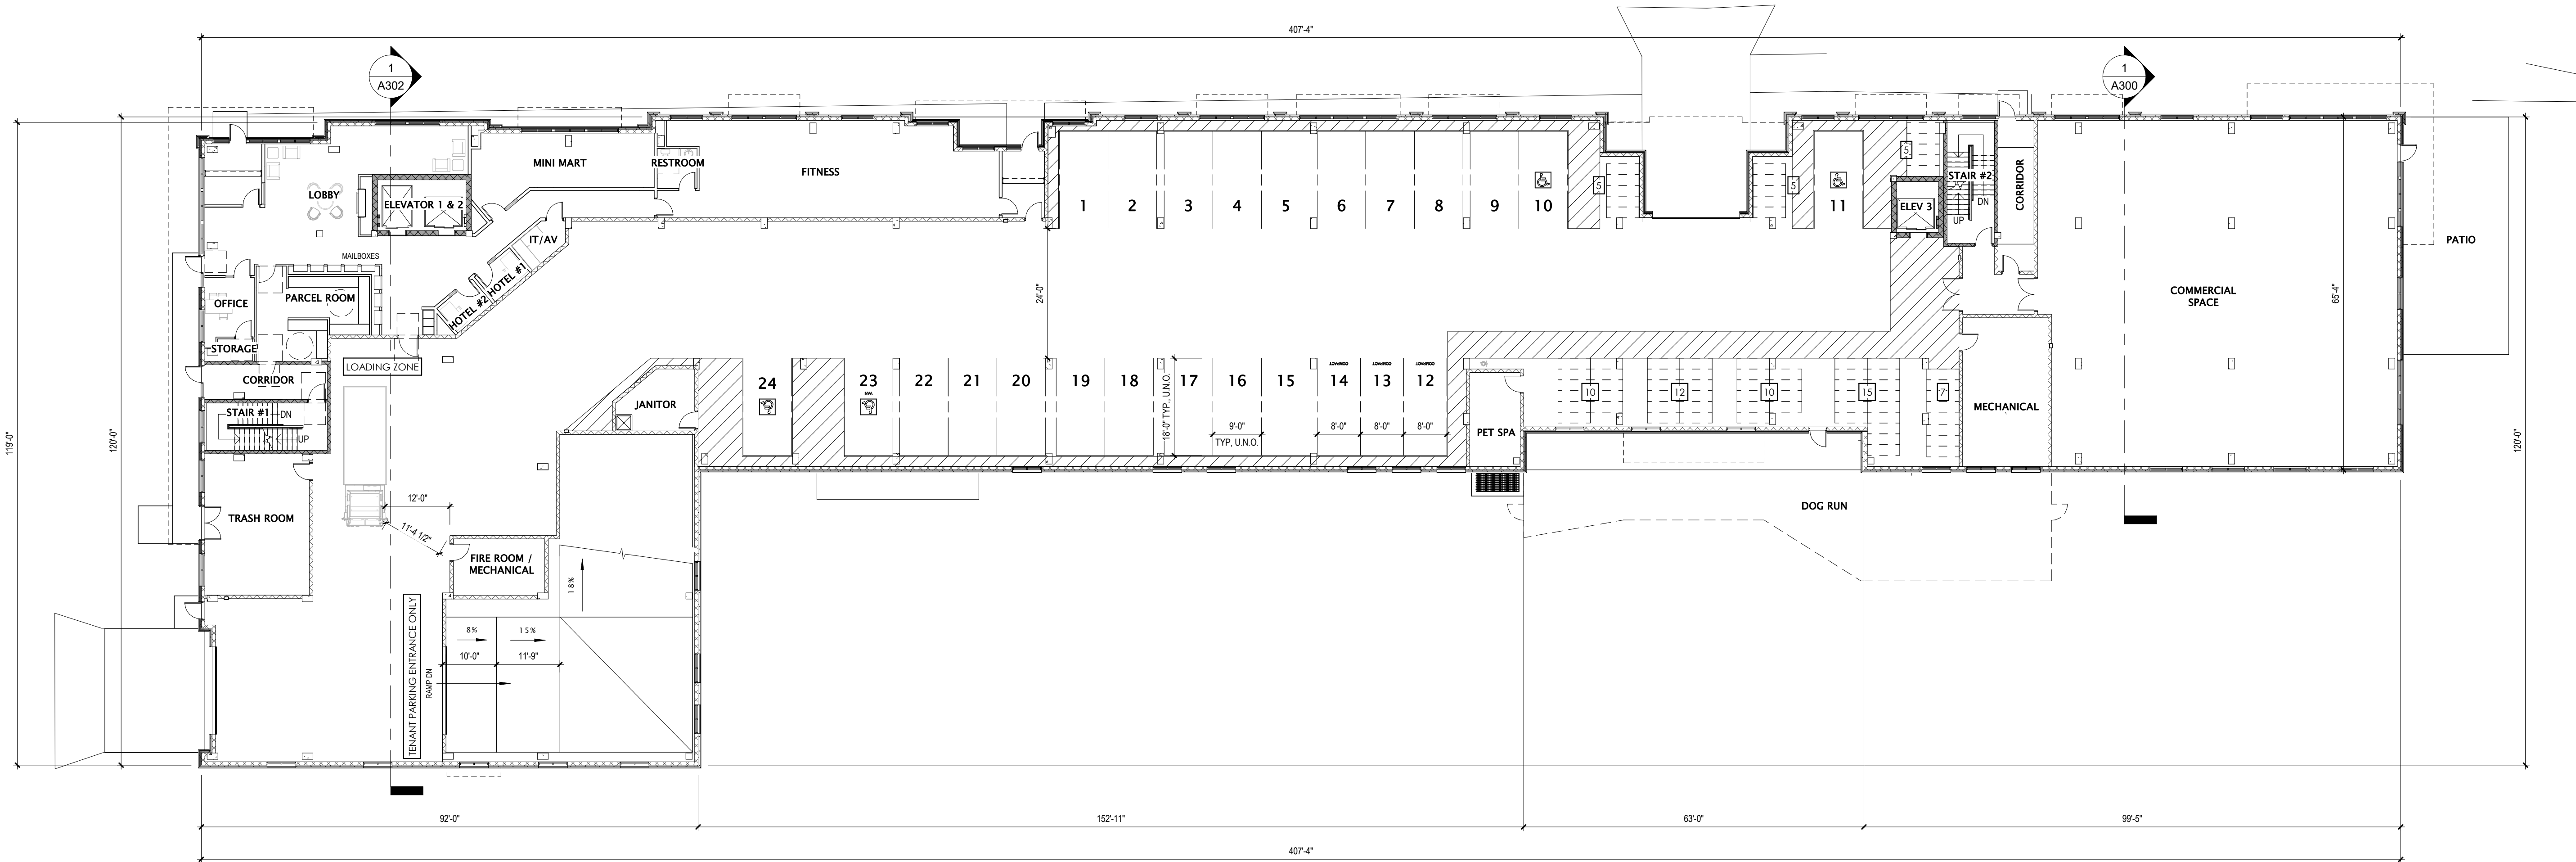 407'-4"
1
A302
1
A300
MINI MART
RESTROOM
FITNESS
LOBBY
ELEVATOR 1 & 2
IT/AV
HOTEL #1
HOTEL #2
MAILBOXES
OFFICE
PARCEL ROOM
STORAGE
LOADING ZONE
CORRIDOR
STAIR #1
DN
UP
TRASH ROOM
12'-0"
11'-4 1/2"
FIRE ROOM /
MECHANICAL
TENANT PARKING ENTRANCE ONLY
RAMP DN
8%
15%
18%
10'-0"
11'-9"
JANITOR
1
2
3
4
5
6
7
8
9
10
5
5
11
5
ELEV 3
STAIR #2
DN
UP
CORRIDOR
COMMERCIAL
SPACE
65'-4"
PATIO
24'-0"
24
23
VAN
22
21
20
19
18
17
16
15
14
13
12
COMPACT
COMPACT
COMPACT
18'-0" TYP., U.N.O.
9'-0"
TYP, U.N.O.
8'-0"
8'-0"
8'-0"
PET SPA
10
12
10
15
7
MECHANICAL
DOG RUN
119'-0"
120'-0"
120'-0"
92'-0"
152'-11"
63'-0"
99'-5"
407'-4"